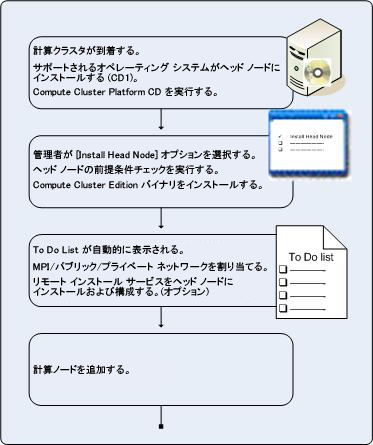 計算クラスタが到着する。
サポートされるオペレーティング システムがヘッド ノードに
インストールする (CD1)。
Compute Cluster Platform CD を実行する。
管理者が [Install Head Node] オプションを選択する。
ヘッド ノードの前提条件チェックを実行する。
Compute Cluster Edition バイナリをインストールする。
Install Head Node
To Do List が自動的に表示される。
MPI/パブリック/プライベート ネットワークを割り当てる。
リモート インストール サービスをヘッド ノードに
インストールおよび構成する。(オプション)
To Do list
計算ノードを追加する。